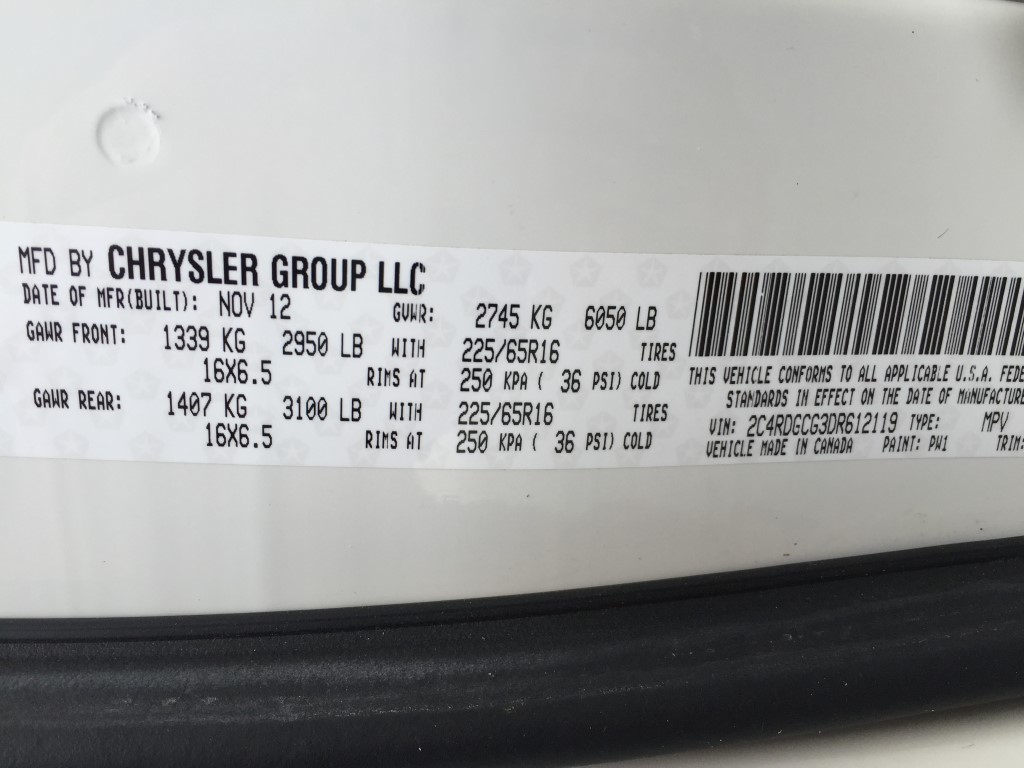 MFD BY CHRYSLER GROUP LLC
DATE OF MFR(BUILT): NOV 12 GVWR: 2745 KG 6050 LB
GAWR FRONT: 1339 KG 2950 LB WITH 225/65R16 TIRES
16X6.5 RIMS AT 250 KPA ( 36 PSI) COLD
GAWR REAR: 1407 KG 3100 LB WITH 225/65R16 TIRES
16X6.5 RIMS AT 250 KPA ( 36 PSI) COLD
THIS VEHICLE CONFORMS TO ALL APPLICABLE U.S.A. FEDE
STANDARDS IN EFFECT ON THE DATE OF MANUFACTURE
VIN: 2C4RDGCG3DR612119 TYPE: MPV
VEHICLE MADE IN CANADA PAINT: PW1 TRIM: